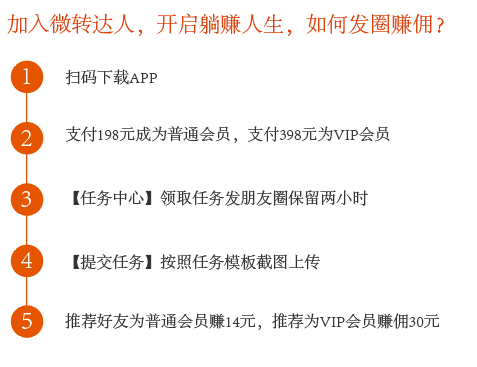 加入微转达人，开启躺赚人生，如何发圈赚佣？
1
扫码下载APP
2
支付198元成为普通会员，支付398元为VIP会员
3
【任务中心】领取任务发朋友圈保留两小时
4
【提交任务】按照任务模板截图上传
5
推荐好友为普通会员赚14元，推荐为VIP会员赚佣30元